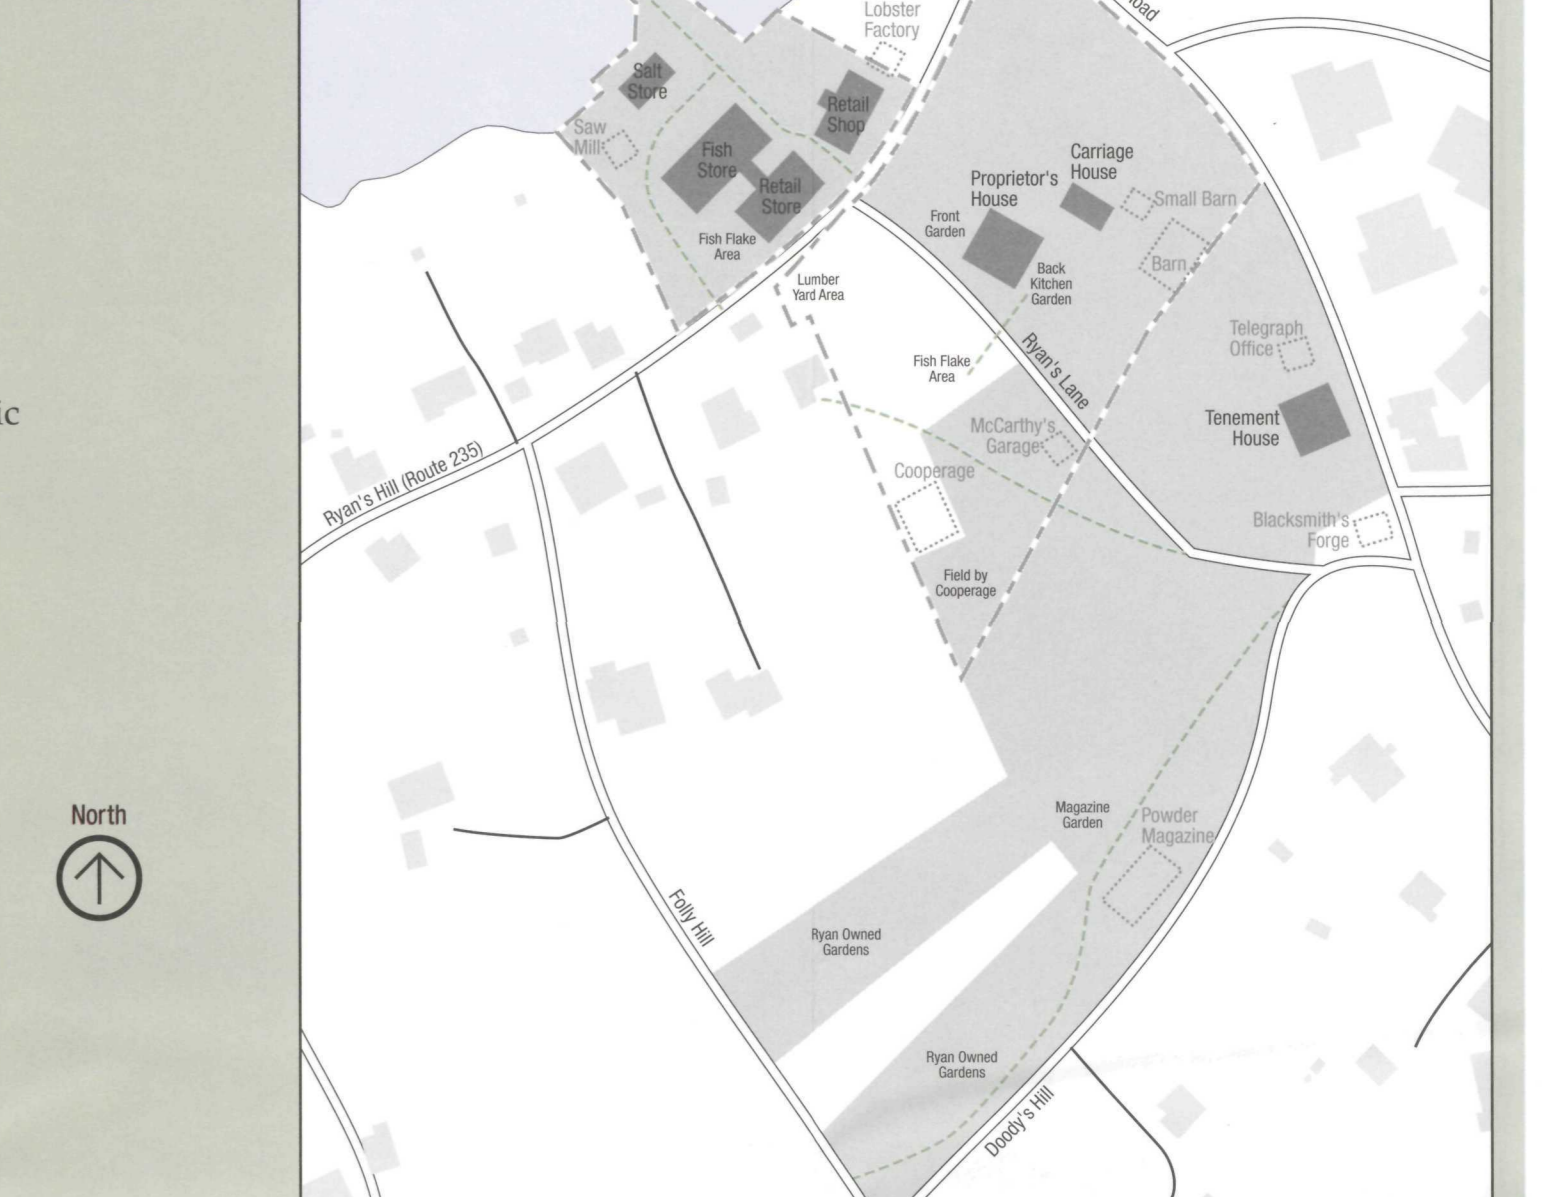 Lobster
Factory
Salt
Store
Retail
Shop
Saw
Mill
Fish
Store
Retail
Store
Fish Flake
Area
Carriage
House
Proprietor's
House
Small Barn
Front
Garden
Barn
Back
Kitchen
Garden
Lumber
Yard Area
Telegraph
Office
Ryan's Lane
Fish Flake
Area
ic
Tenement
House
McCarthy's
Garage
Cooperage
Ryan's Hill (Route 235)
Blacksmith's
Forge
Field by
Cooperage
North
Magazine
Garden
Powder
Magazine
Folly Hill
Ryan Owned
Gardens
Ryan Owned
Gardens
Doody's Hill